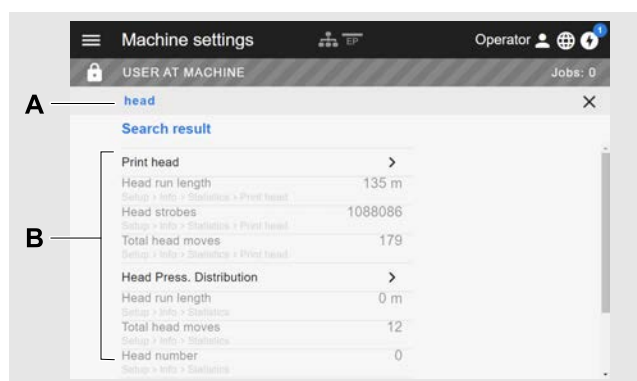 Machine settings EP Operator 1
USER AT MACHINE Jobs: 0
A head
Search result
Print head
Head run length 135 m
Setup > Info > Statistics > Print head
Head strobes 1088086
Setup > Info > Statistics > Print head
Total head moves 179
Setup > Info > Statistics > Print head
B
Head Press. Distribution
Head run length 0 m
Setup > Info > Statistics
Total head moves 12
Setup > Info > Statistics
Head number 0
Setup > Info > Statistics